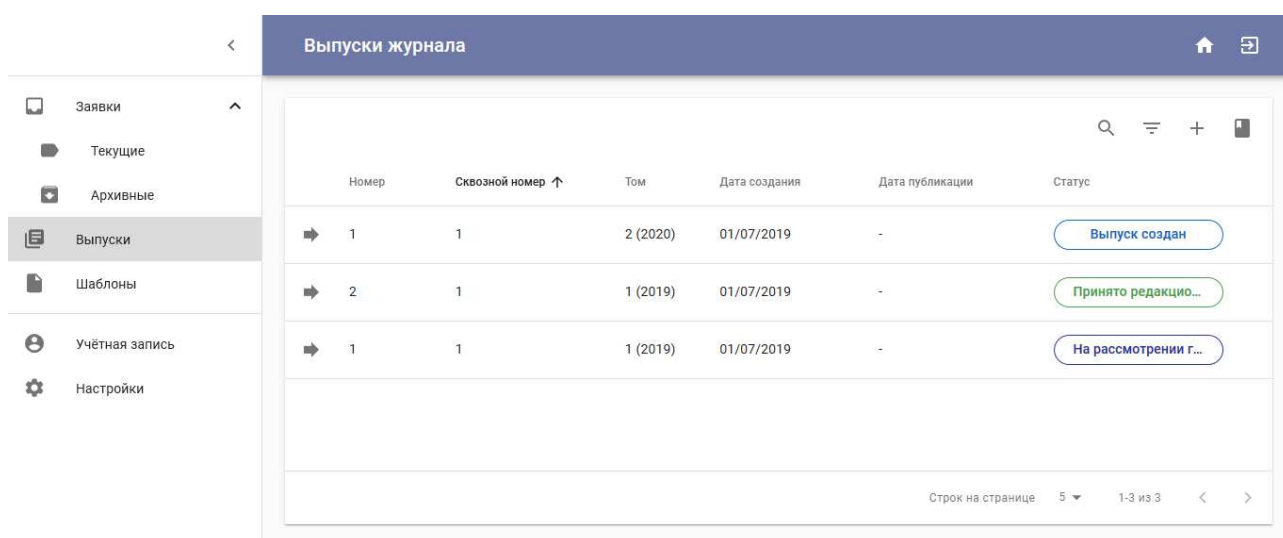 Выпуски журнала
Заявки
Текущие
Архивные
Выпуски
Шаблоны
Учётная запись
Настройки
Номер Сквозной номер Том Дата создания Дата публикации Статус
1 1 2 (2020) 01/07/2019 - Выпуск создан
2 1 1 (2019) 01/07/2019 - Принято редакцио...
1 1 1 (2019) 01/07/2019 - На рассмотрении г...
Строк на странице 5 1-3 из 3